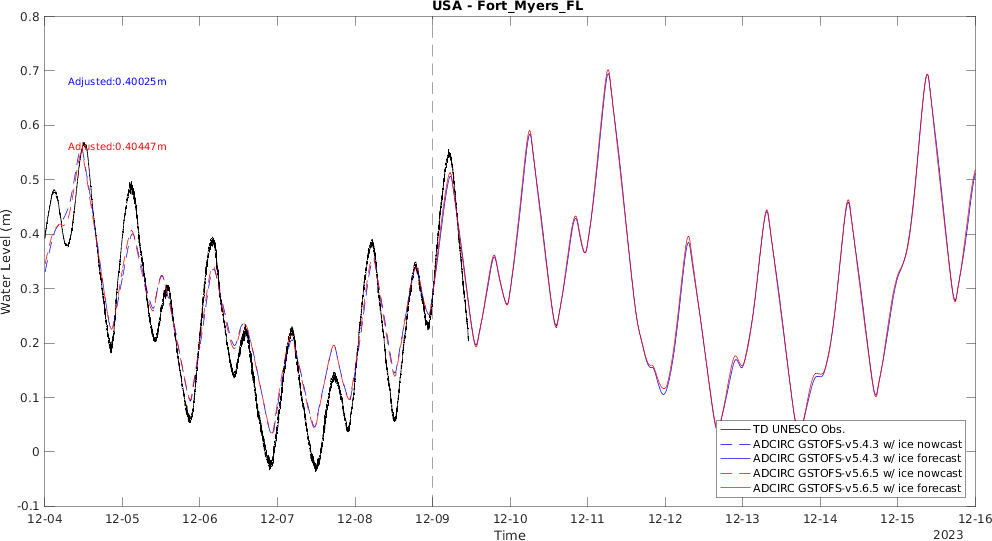 USA - Fort_Myers_FL
0.8
0.7
0.6
0.5
0.4
0.3
0.2
0.1
0
-0.1
Water Level (m)
Adjusted:0.40025m
Adjusted:0.40447m
TD UNESCO Obs.
ADCIRC GSTOFS-v5.4.3 w/ ice nowcast
ADCIRC GSTOFS-v5.4.3 w/ ice forecast
ADCIRC GSTOFS-v5.6.5 w/ ice nowcast
ADCIRC GSTOFS-v5.6.5 w/ ice forecast
12-04 12-05 12-06 12-07 12-08 12-09 12-10 12-11 12-12 12-13 12-14 12-15 12-16
Time
2023